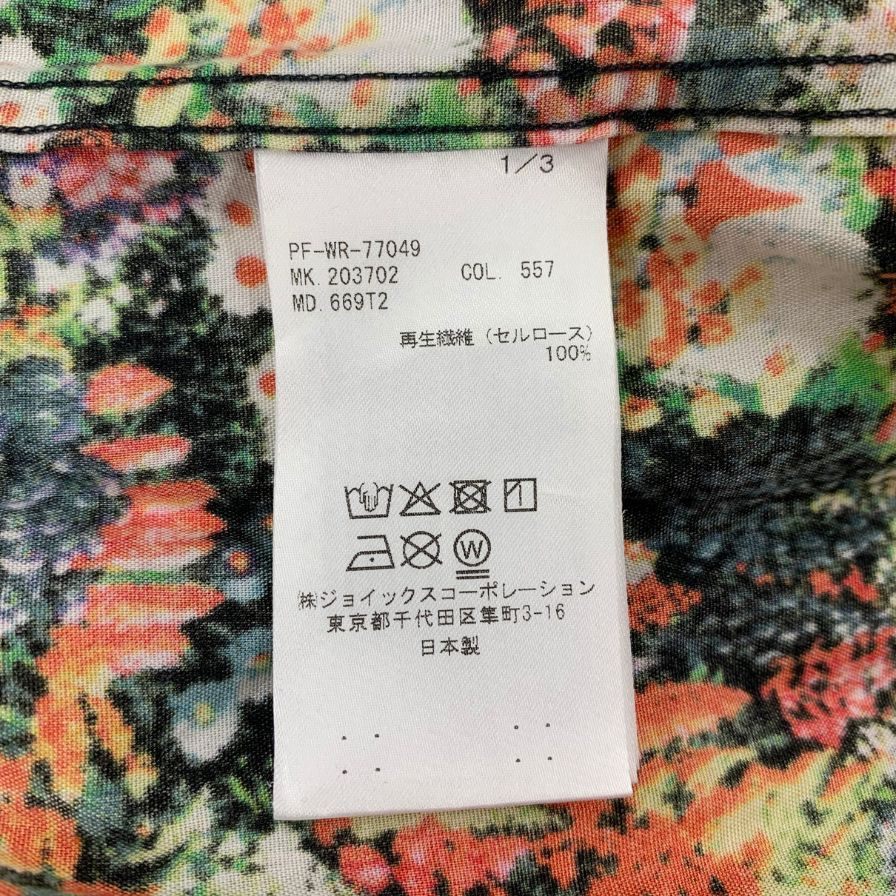 1/3
PF-WR-77049
MK. 203702 COL. 557
MD. 669T2
再生繊維 (セルロース)
100%
W
㈱ジョイックスコーポレーション
東京都千代田区隼町3-16
日本製